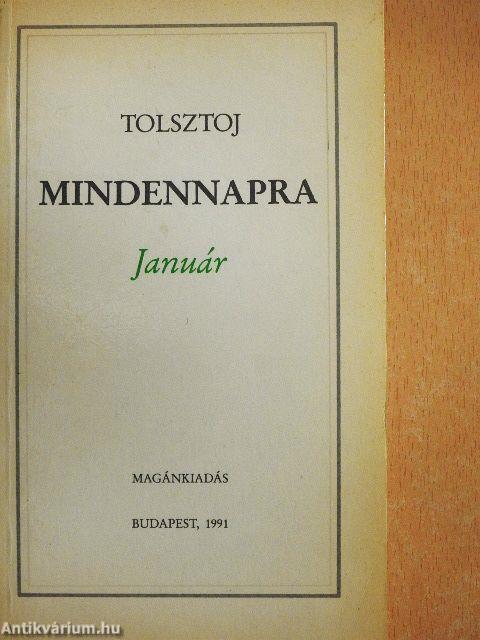 TOLSZTOJ
MINDENNAPRA
Január
MAGÁNKIADÁS
BUDAPEST, 1991
Antikvárium.hu